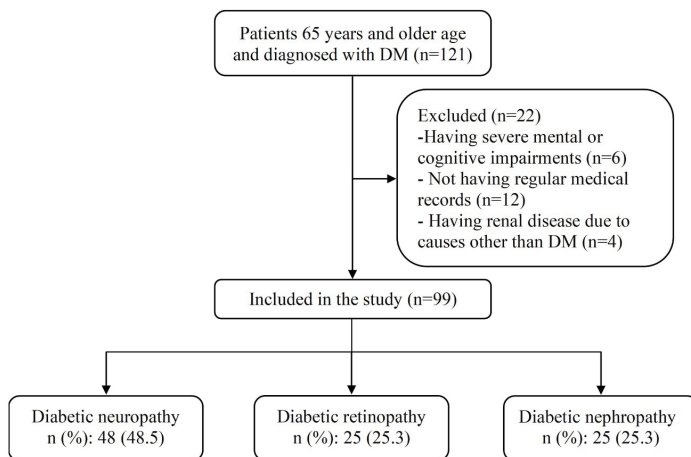 Patients 65 years and older age
and diagnosed with DM (n=121)
Excluded (n=22)
-Having severe mental or
cognitive impairments (n=6)
- Not having regular medical
records (n=12)
- Having renal disease due to
causes other than DM (n=4)
Included in the study (n=99)
Diabetic neuropathy
n (%): 48 (48.5)
Diabetic retinopathy
n (%): 25 (25.3)
Diabetic nephropathy
n (%): 25 (25.3)